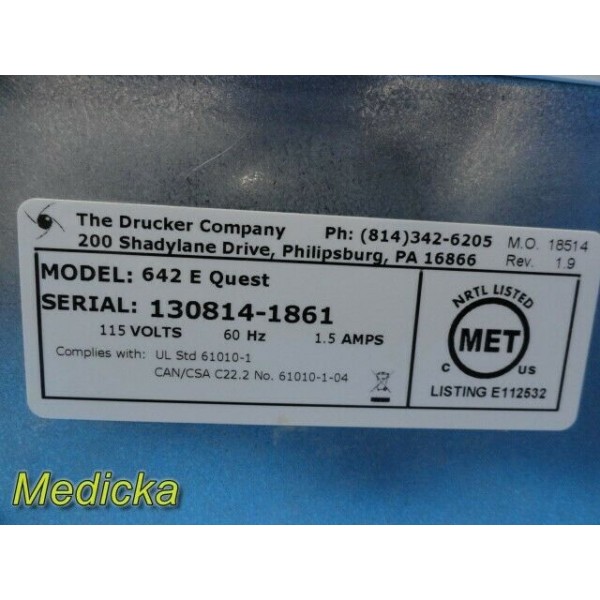 The Drucker Company Ph: (814)342-6205 M.O. 18514
200 Shadylane Drive, Philipsburg, PA 16866 Rev. 1.9
MODEL: 642 E Quest
SERIAL: 130814-1861
115 VOLTS 60 Hz 1.5 AMPS
Complies with: UL Std 61010-1
CAN/CSA C22.2 No. 61010-1-04
NRTL LISTED
MET
C US
LISTING E112532
Medicka